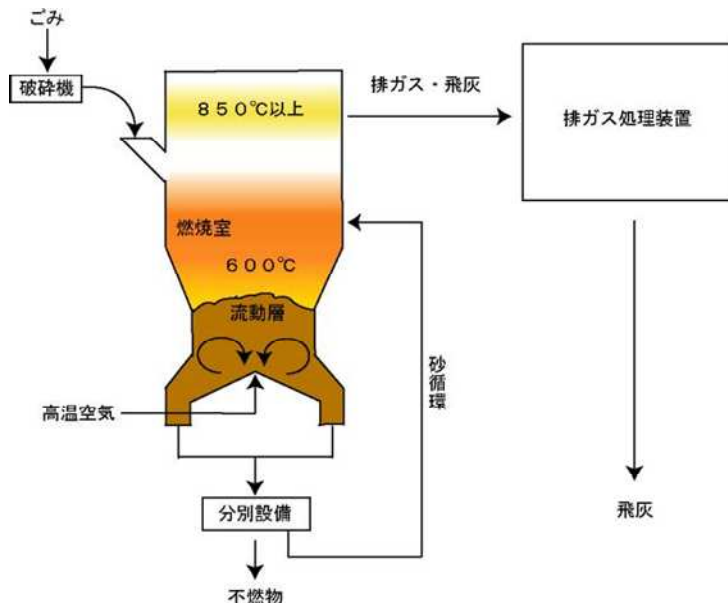 ごみ
破砕機
850℃以上
排ガス・飛灰
排ガス処理装置
燃焼室
600℃
流動層
砂循環
高温空気
分別設備
飛灰
不燃物